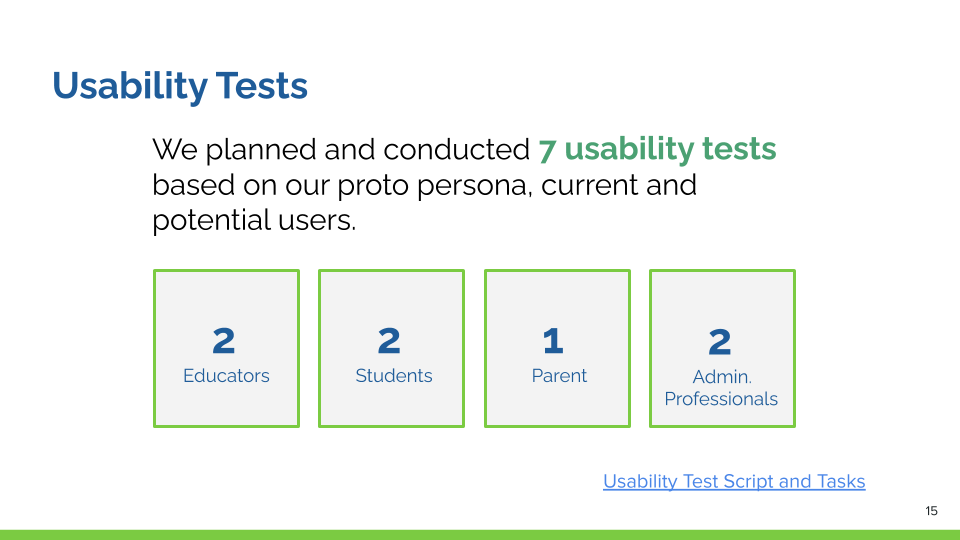 Usability Tests
We planned and conducted 7 usability tests
based on our proto persona, current and
potential users.
2
Educators
2
Students
1
Parent
2
Admin.
Professionals
Usability Test Script and Tasks
15